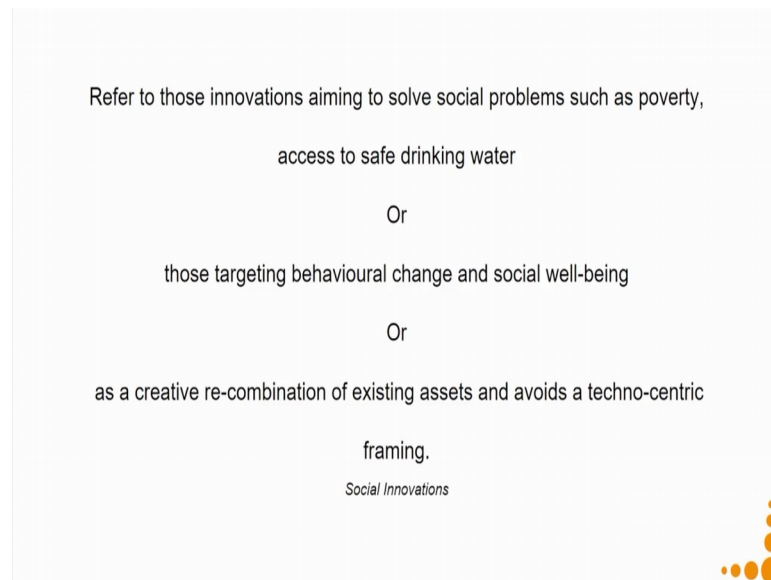 Refer to those innovations aiming to solve social problems such as poverty,
access to safe drinking water
Or
those targeting behavioural change and social well-being
Or
as a creative re-combination of existing assets and avoids a techno-centric
framing.
Social Innovations